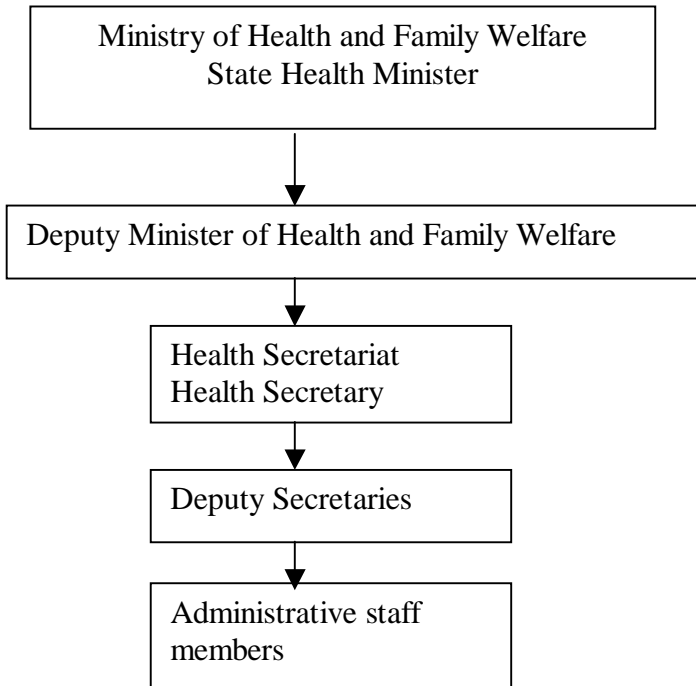 Ministry of Health and Family Welfare
State Health Minister
Deputy Minister of Health and Family Welfare
Health Secretariat
Health Secretary
Deputy Secretaries
Administrative staff
members